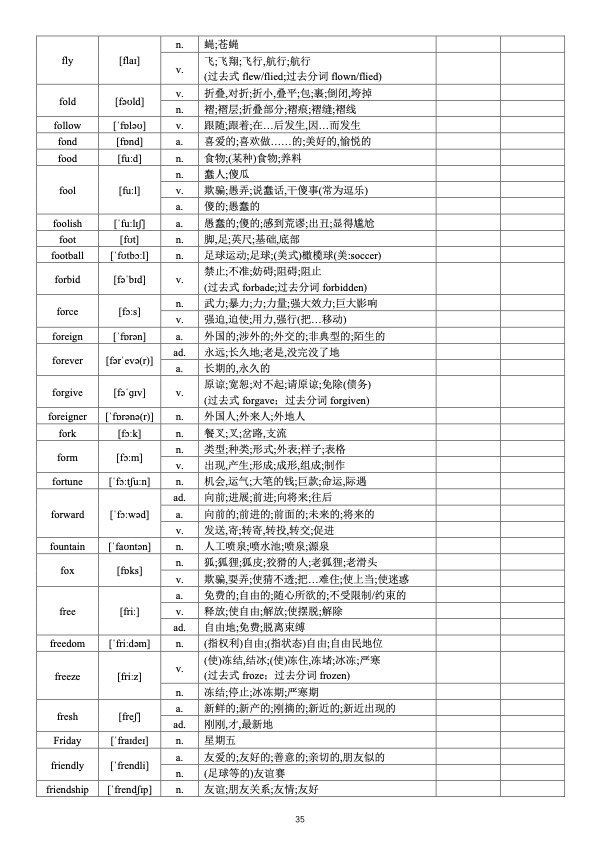 fly [flaɪ] n. 蝇;苍蝇
v. 飞;飞翔;飞行,航行;航行
(过去式 flew/flied;过去分词 flown/flied)
fold [fəʊld] v. 折叠,对折;折小,叠平;包;裹;倒闭,垮掉
n. 褶;褶层;折叠部分;褶痕;褶缝;褶线
follow [ˈfɒləʊ] v. 跟随;跟着;在…后发生,因…而发生
fond [fɒnd] a. 喜爱的;喜欢做……的;美好的,愉悦的
food [fuːd] n. 食物;(某种)食物;养料
fool [fuːl] n. 蠢人;傻瓜
v. 欺骗;愚弄;说蠢话,干傻事(常为逗乐)
a. 傻的;愚蠢的
foolish [ˈfuːlɪʃ] a. 愚蠢的;傻的;感到荒谬;出丑;显得尴尬
foot [fʊt] n. 脚,足;英尺;基础,底部
football [ˈfʊtbɔːl] n. 足球运动;足球;(美式)橄榄球(美:soccer)
forbid [fəˈbɪd] v. 禁止;不准;妨碍;阻碍;阻止
(过去式 forbade;过去分词 forbidden)
force [fɔːs] n. 武力;暴力;力;力量;强大效力;巨大影响
v. 强迫,迫使;用力,强行(把…移动)
foreign [ˈfɒrən] a. 外国的;涉外的;外交的;非典型的;陌生的
forever [fərˈevə(r)] ad. 永远;长久地;老是,没完没了地
a. 长期的,永久的
forgive [fəˈɡɪv] v. 原谅;宽恕;对不起;请原谅;免除(债务)
(过去式 forgave；过去分词 forgiven)
foreigner [ˈfɒrənə(r)] n. 外国人;外来人;外地人
fork [fɔːk] n. 餐叉;叉;岔路,支流
form [fɔːm] n. 类型;种类;形式;外表;样子;表格
v. 出现,产生;形成;成形,组成;制作
fortune [ˈfɔːtʃuːn] n. 机会,运气;大笔的钱;巨款;命运,际遇
forward [ˈfɔːwəd] ad. 向前;进展;前进;向将来;往后
a. 向前的;前进的;前面的;未来的;将来的
v. 发送,寄;转寄,转投,转交;促进
fountain [ˈfaʊntən] n. 人工喷泉;喷水池;喷泉;源泉
fox [fɒks] n. 狐;狐狸;狐皮;狡猾的人;老狐狸;老滑头
v. 欺骗,耍弄;使猜不透;把…难住;使上当;使迷惑
free [friː] a. 免费的;自由的;随心所欲的;不受限制/约束的
v. 释放;使自由;解放;使摆脱;解除
ad. 自由地;免费;脱离束缚
freedom [ˈfriːdəm] n. (指权利)自由;(指状态)自由;自由民地位
freeze [friːz] v. (使)冻结,结冰;(使)冻住,冻堵;冰冻;严寒
(过去式 froze；过去分词 frozen)
n. 冻结;停止;冰冻期;严寒期
fresh [freʃ] a. 新鲜的;新产的;刚摘的;新近的;新近出现的
ad. 刚刚,才,最新地
Friday [ˈfraɪdeɪ] n. 星期五
friendly [ˈfrendli] a. 友爱的;友好的;善意的;亲切的,朋友似的
n. (足球等的)友谊赛
friendship [ˈfrendʃɪp] n. 友谊;朋友关系;友情;友好
35